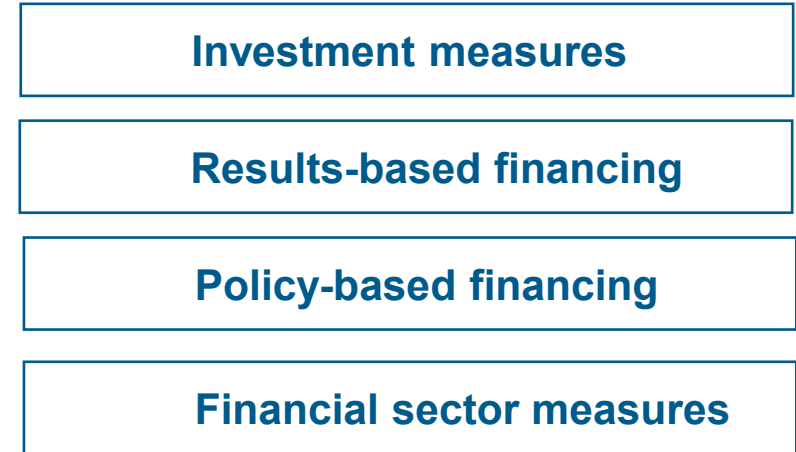 Investment measures
Results-based financing
Policy-based financing
Financial sector measures